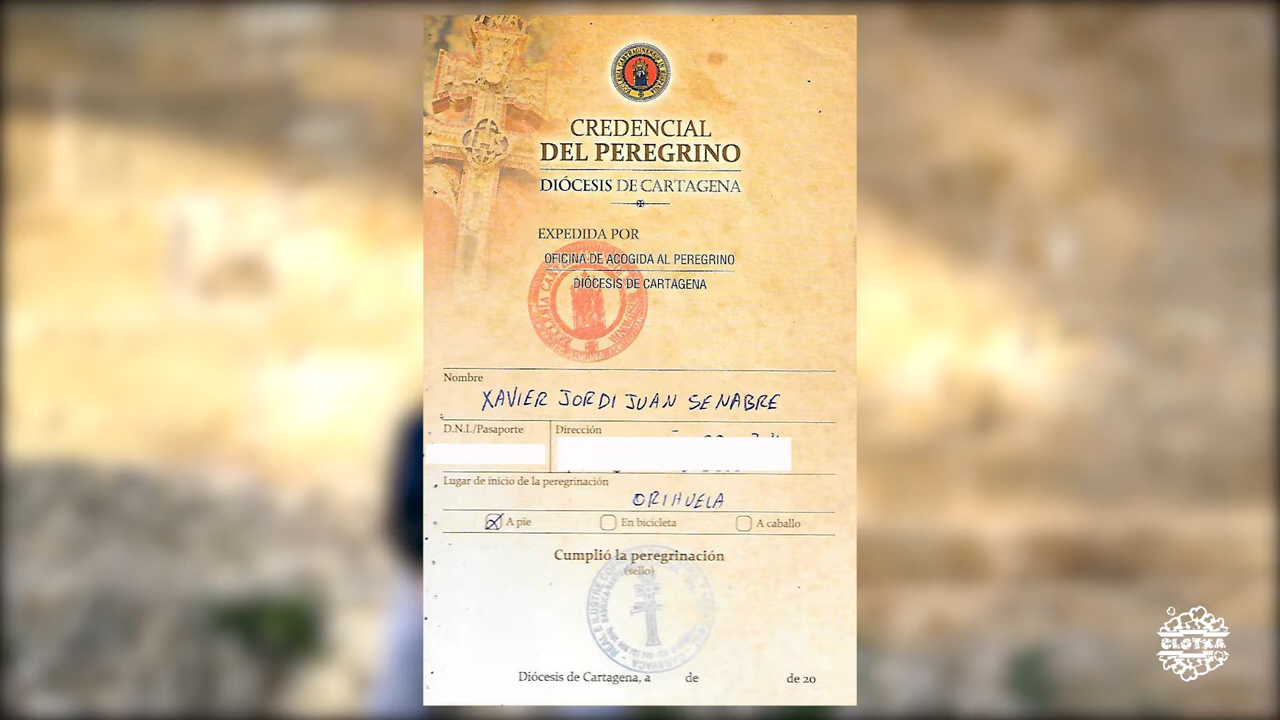 CREDENCIAL
DEL PEREGRINO
DIÓCESIS DE CARTAGENA
EXPEDIDA POR
OFICINA DE ACOGIDA AL PEREGRINO
DIÓCESIS DE CARTAGENA
Nombre
XAVIER JORDI JUAN SENABRE
D.N.I./Pasaporte Dirección
Lugar de inicio de la peregrinación
ORIHUELA
A pie En bicicleta A caballo
Cumplió la peregrinación
(sello)
Diócesis de Cartagena, a de de 20
CLOTXA